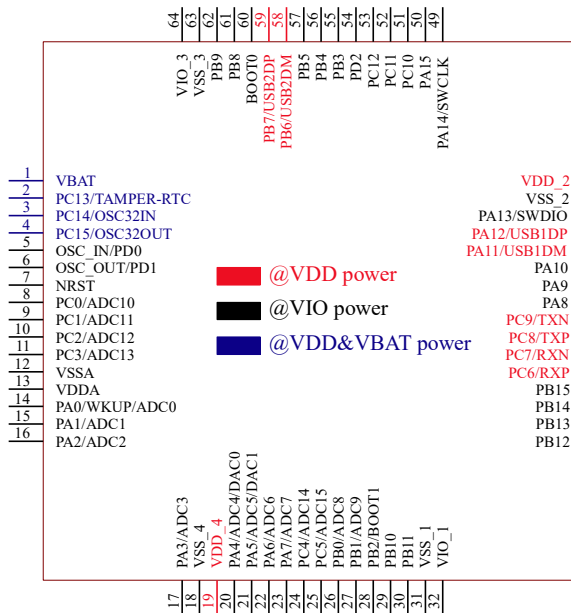 64
63
62
61
60
59
58
57
56
55
54
53
52
51
50
49
VIO_3
VSS_3
PB9
PB8
BOOT0
PB7/USB2DP
PB6/USB2DM
PB5
PB4
PB3
PD2
PC12
PC11
PC10
PA15
PA14/SWCLK
1 VBAT
2 PC13/TAMPER-RTC
3 PC14/OSC32IN
4 PC15/OSC32OUT
5 OSC_IN/PD0
6 OSC_OUT/PD1
7 NRST
8 PC0/ADC10
9 PC1/ADC11
10 PC2/ADC12
11 PC3/ADC13
12 VSSA
13 VDDA
14 PA0/WKUP/ADC0
15 PA1/ADC1
16 PA2/ADC2
@VDD power
@VIO power
@VDD&VBAT power
VDD_2
VSS_2
PA13/SWDIO
PA12/USB1DP
PA11/USB1DM
PA10
PA9
PA8
PC9/TXN
PC8/TXP
PC7/RXN
PC6/RXP
PB15
PB14
PB13
PB12
PA3/ADC3
VSS_4
VDD_4
PA4/ADC4/DAC0
PA5/ADC5/DAC1
PA6/ADC6
PA7/ADC7
PC4/ADC14
PC5/ADC15
PB0/ADC8
PB1/ADC9
PB2/BOOT1
PB10
PB11
VSS_1
VIO_1
17
18
19
20
21
22
23
24
25
26
27
28
29
30
31
32